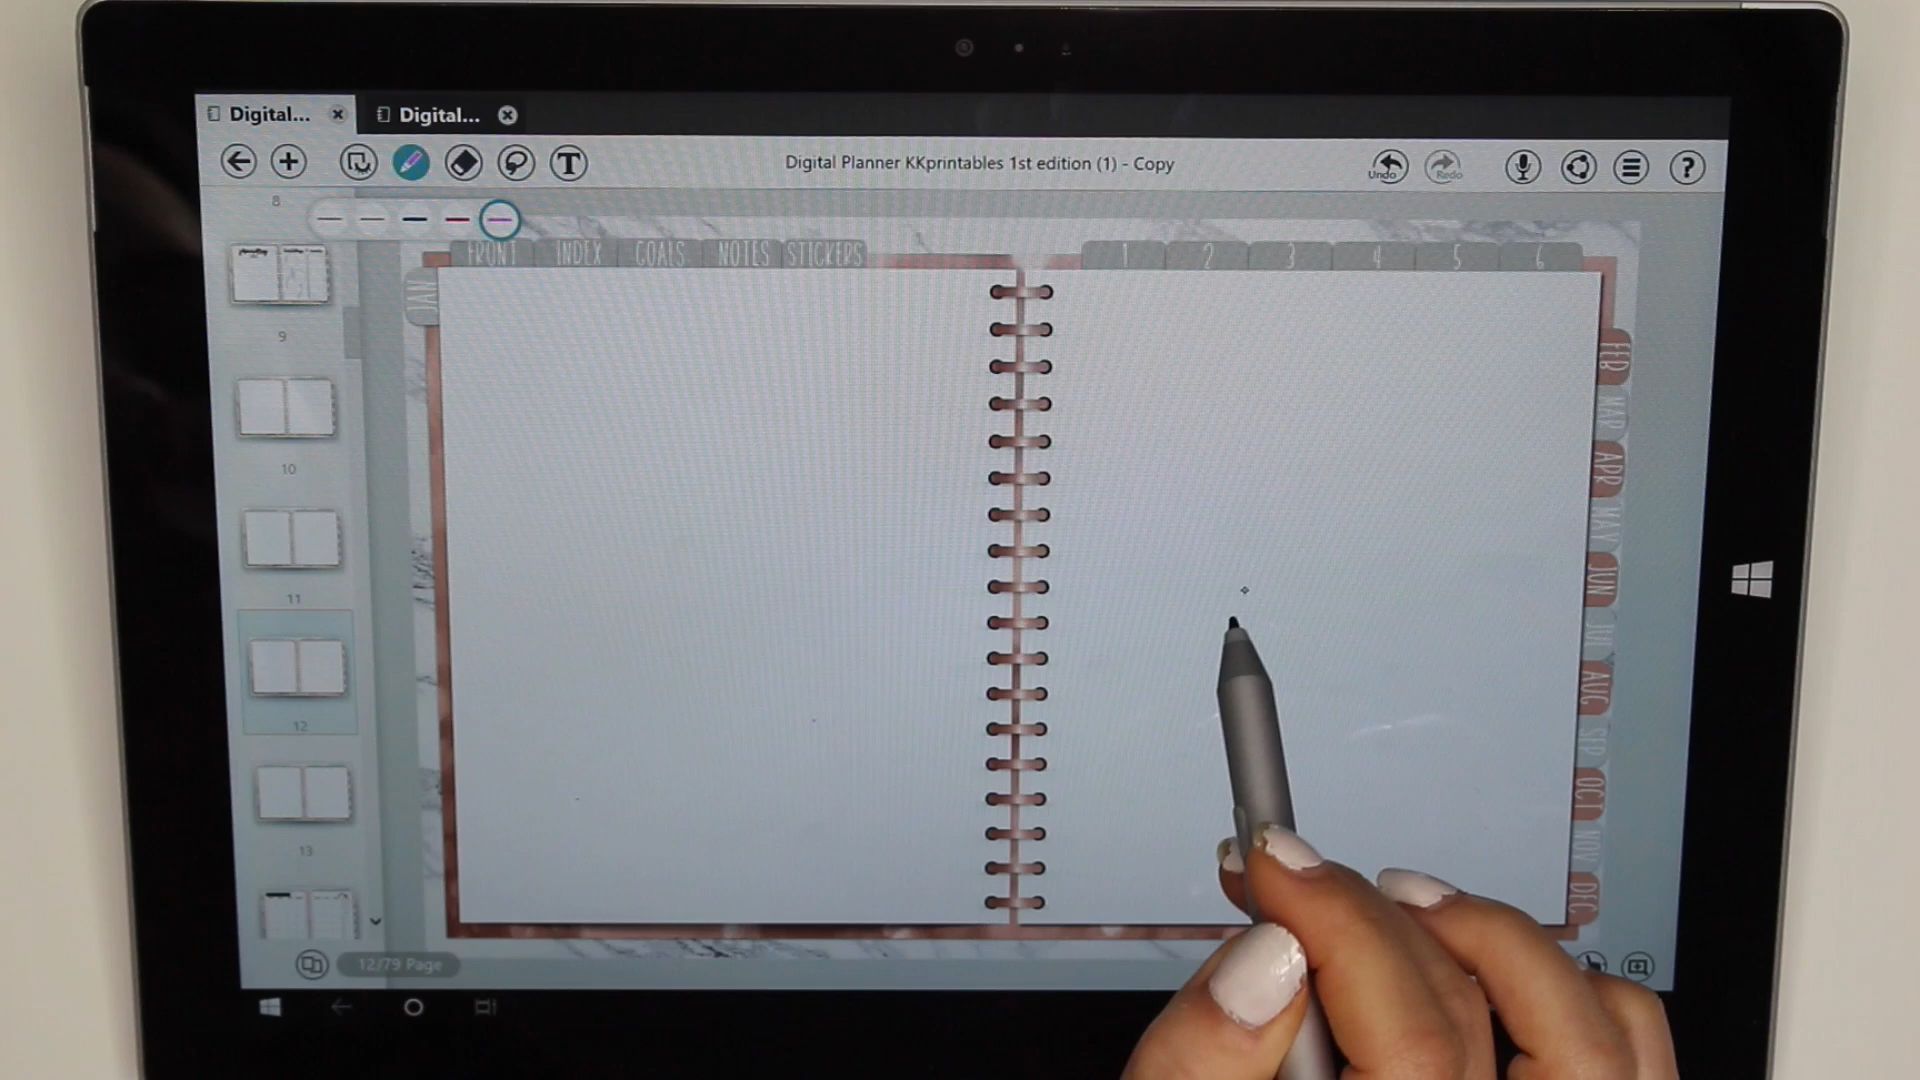 Digital...
Digital...
T
Digital Planner KKprintables 1st edition (1) - Copy
Undo
Redo
?
8
FRONT
INDEX
GOALS
NOTES
STICKERS
1
2
3
4
5
6
JAN
FEB
MAR
APR
MAY
JUN
JUL
AUG
SEP
OCT
NOV
DEC
9
10
11
12
13
12/79 Page